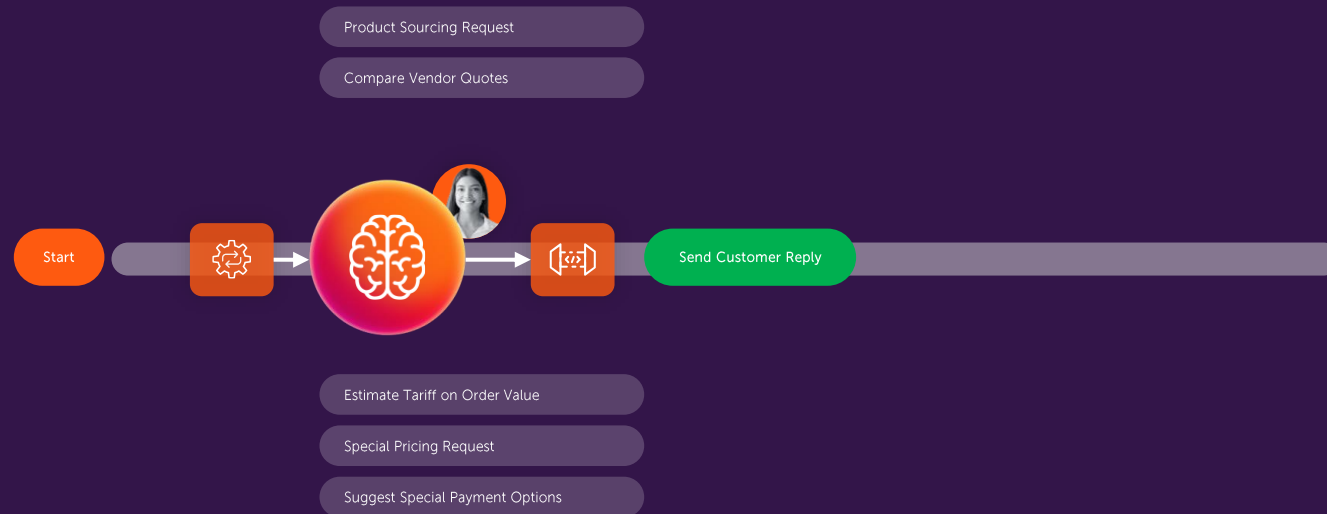 Product Sourcing Request
Compare Vendor Quotes
Start
Send Customer Reply
Estimate Tariff on Order Value
Special Pricing Request
Suggest Special Payment Options